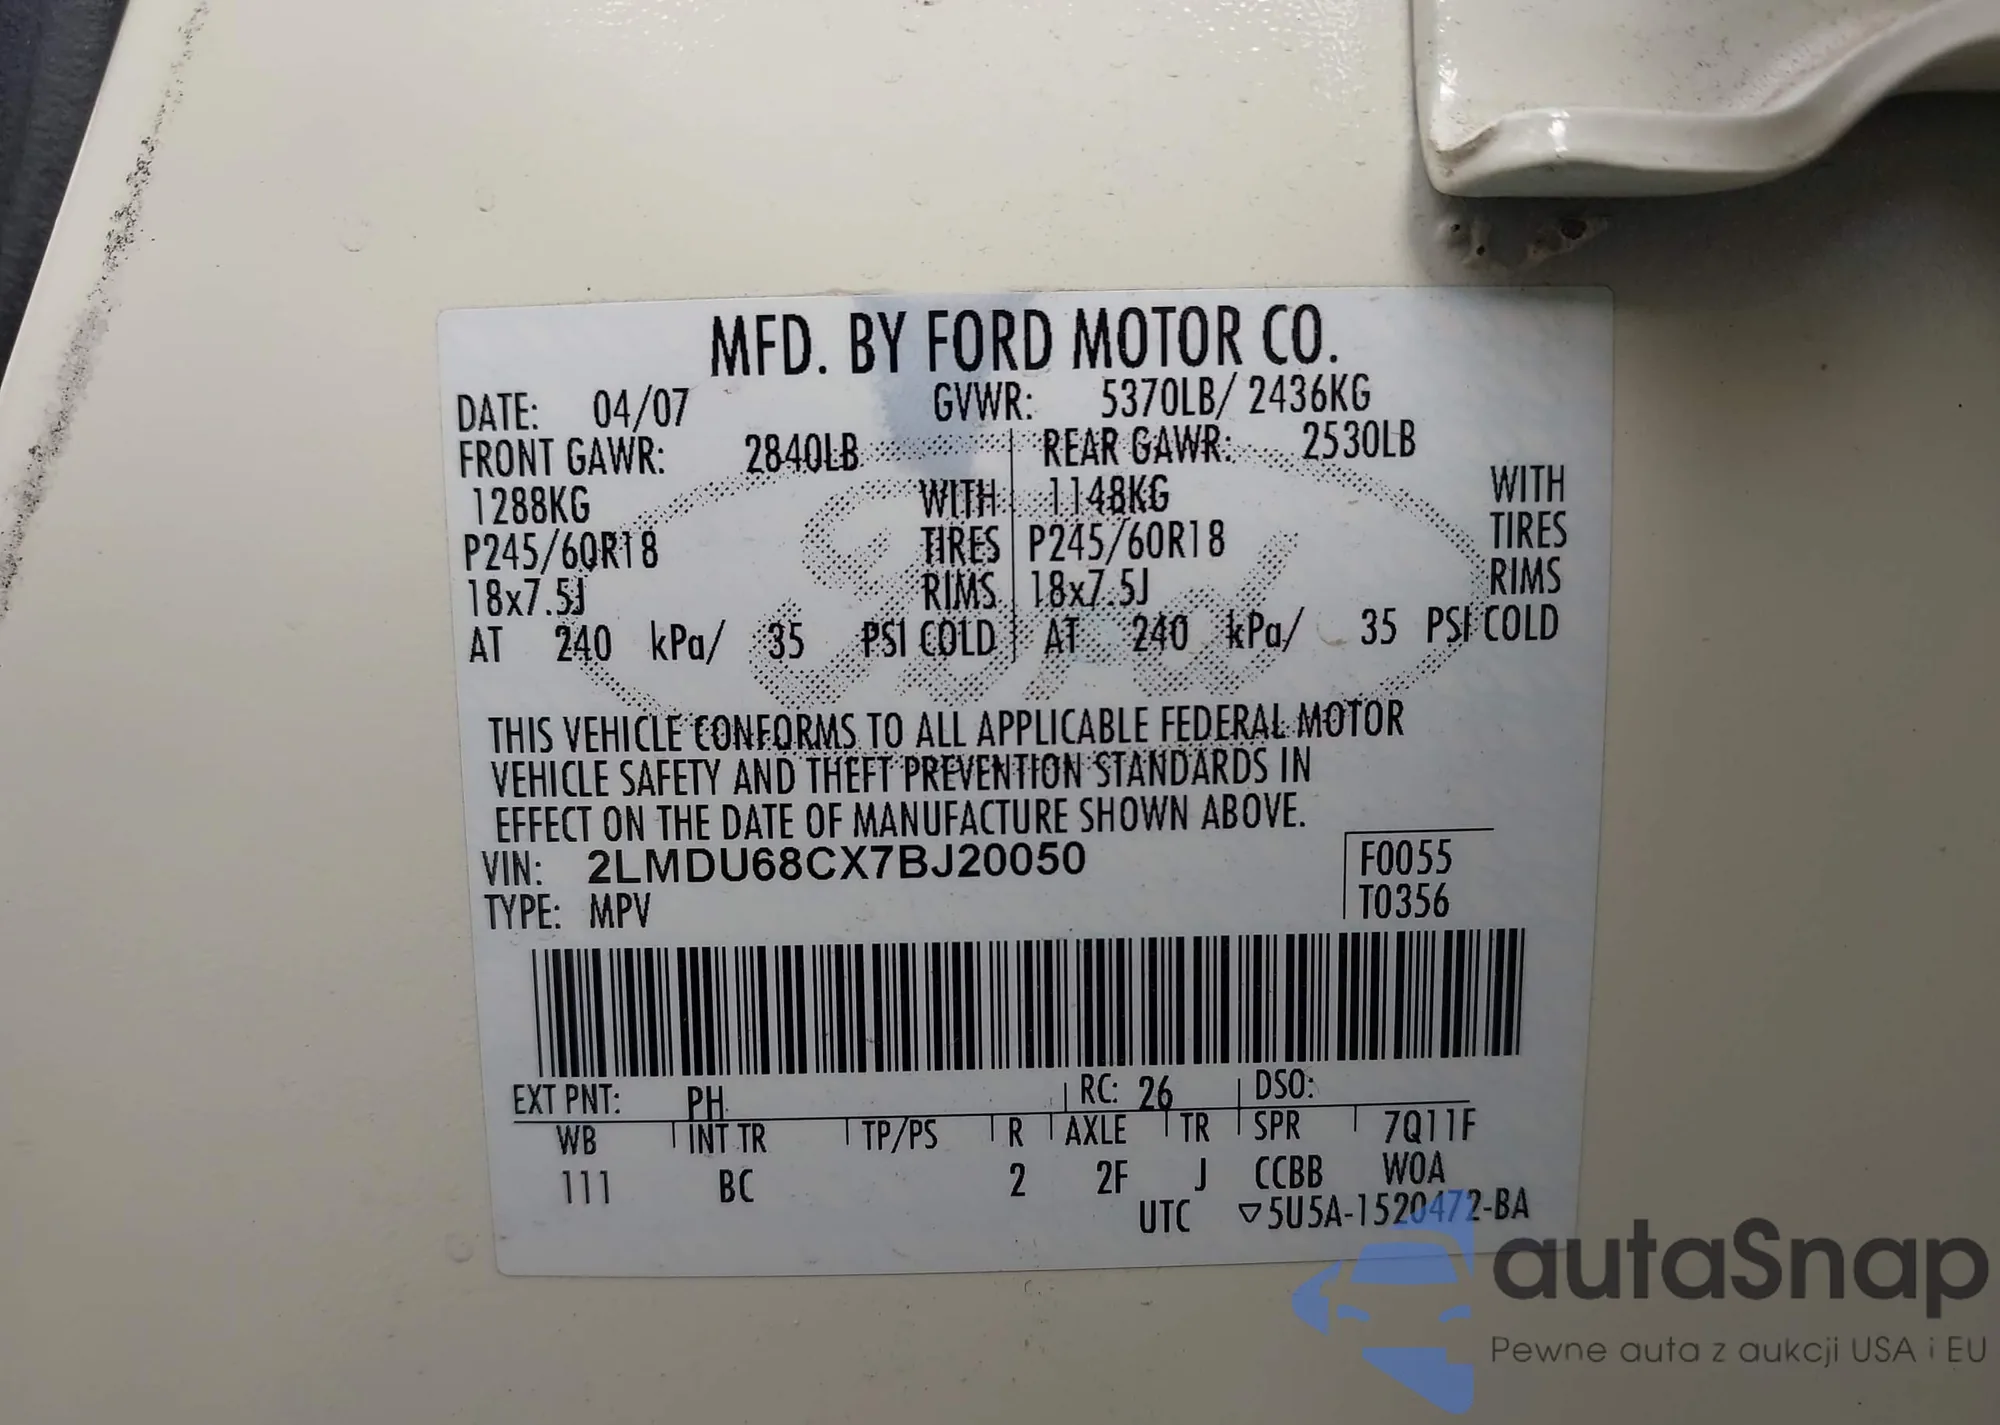 MFD. BY FORD MOTOR CO.
DATE: 04/07 GVWR: 5370LB/ 2436KG
FRONT GAWR: 2840LB REAR GAWR: 2530LB
1288KG WITH 1148KG WITH
P245/60R18 TIRES P245/60R18 TIRES
18x7.5J RIMS 18x7.5J RIMS
AT 240 kPa/ 35 PSI COLD AT 240 kPa/ 35 PSI COLD
Ford
THIS VEHICLE CONFORMS TO ALL APPLICABLE FEDERAL MOTOR
VEHICLE SAFETY AND THEFT PREVENTION STANDARDS IN
EFFECT ON THE DATE OF MANUFACTURE SHOWN ABOVE.
VIN: 2LMDU68CX7BJ20050 F0055
TYPE: MPV T0356
EXT PNT: PH RC: 26 DSO:
WB INT TR TP/PS R AXLE TR SPR 7Q11F
111 BC 2 2F J CCBB WOA
UTC ▽5U5A-1520472-BA
autaSnap
Pewne auta z aukcji USA i EU